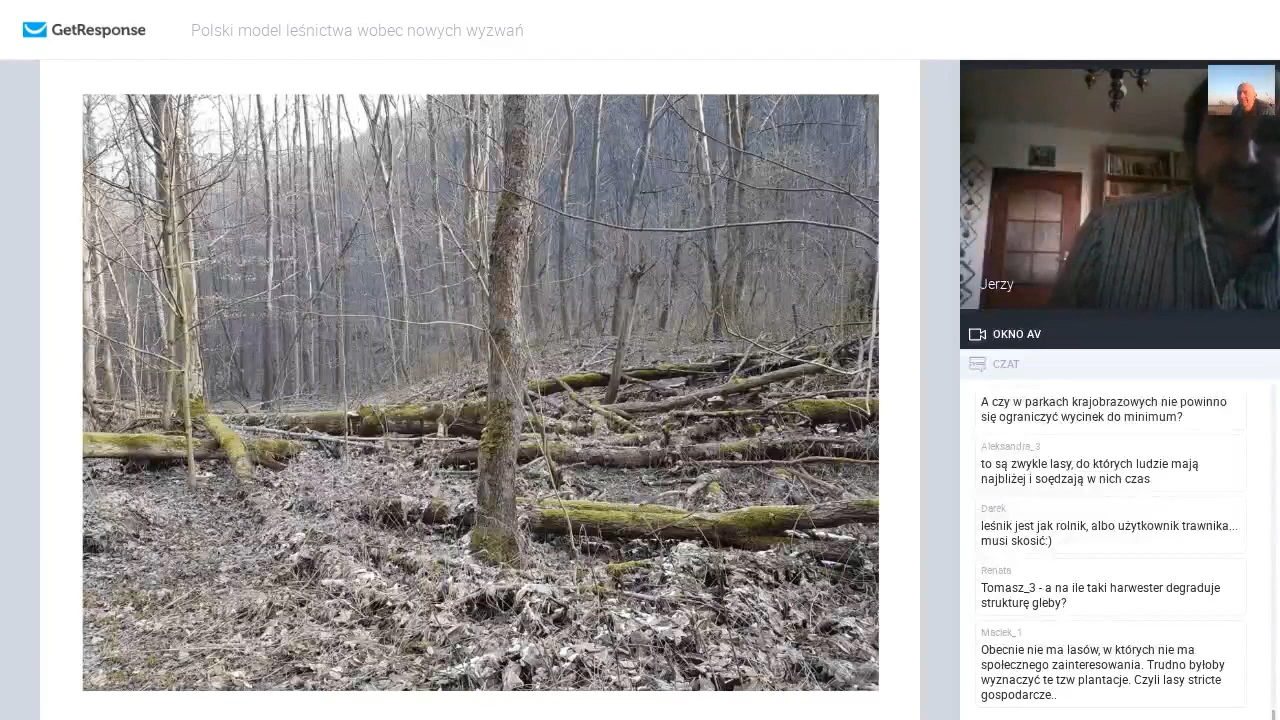 GetResponse
Polski model leśnictwa wobec nowych wyzwań
Jerzy
OKNO AV
CZAT
A czy w parkach krajobrazowych nie powinno
się ograniczyć wycinek do minimum?
Aleksandra_3
to są zwykle lasy, do których ludzie mają
najbliżej i soędzają w nich czas
Darek
leśnik jest jak rolnik, albo użytkownik trawnika...
musi skosić:)
Renata
Tomasz_3 - a na ile taki harwester degraduje
strukturę gleby?
Maciek_1
Obecnie nie ma lasów, w których nie ma
społecznego zainteresowania. Trudno byłoby
wyznaczyć te tzw plantacje. Czyli lasy stricte
gospodarcze..